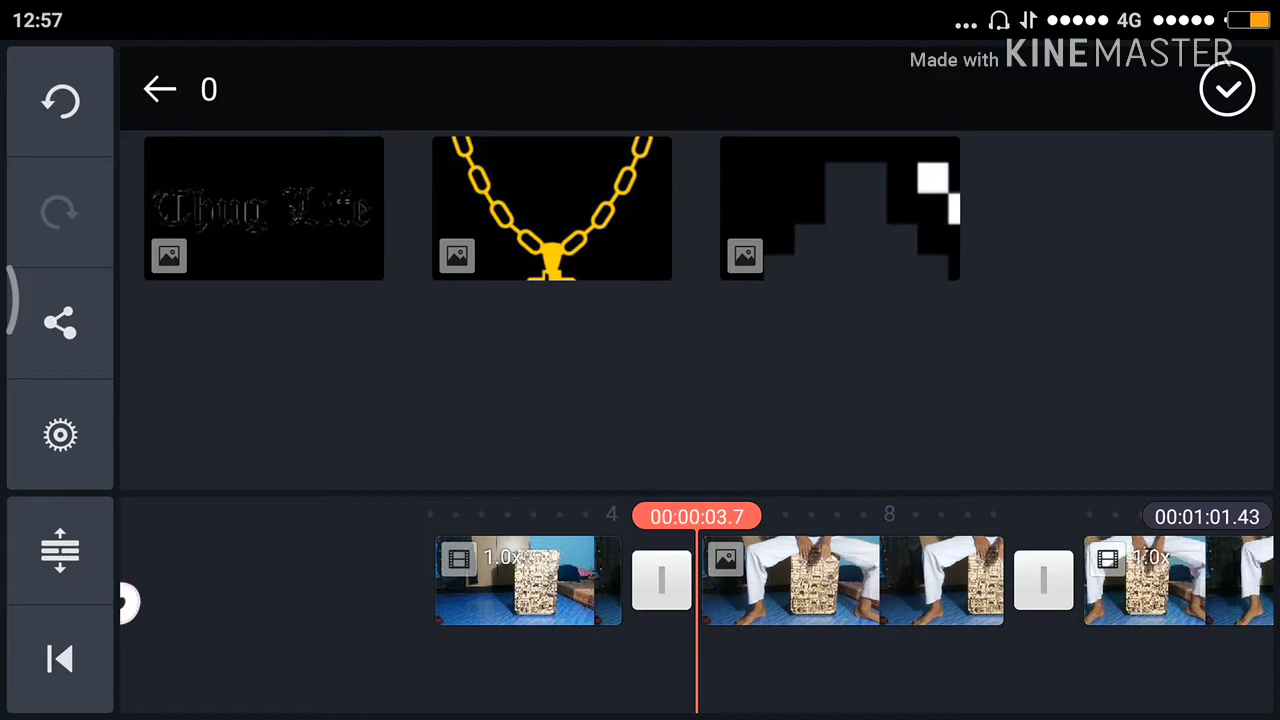 12:57
... 4G
Made with KINEMASTER
0
Thug Life
4
00:00:03.7
8
00:01:01.43
1.0x
1.0x